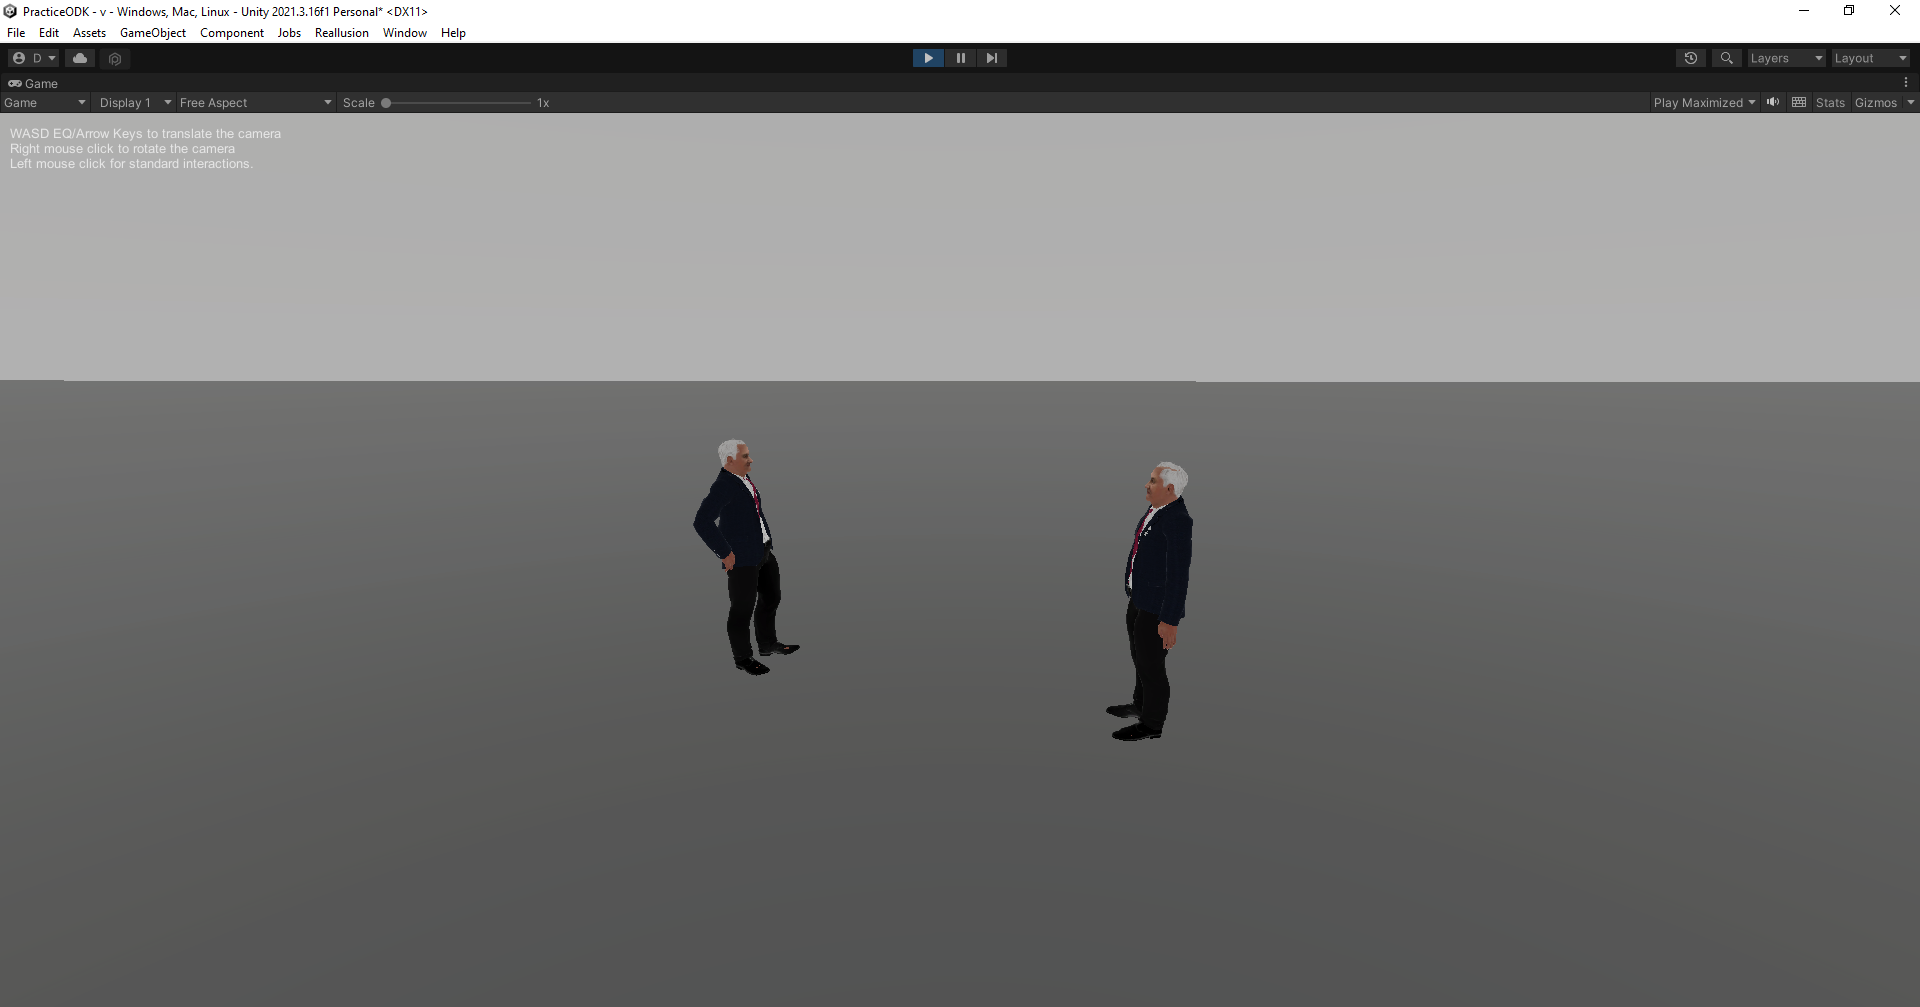 PracticeODK - v - Windows, Mac, Linux - Unity 2021.3.16f1 Personal* <DX11>
File Edit Assets GameObject Component Jobs Reallusion Window Help
D Layers Layout
Game
Game Display 1 Free Aspect Scale 1x Play Maximized Stats Gizmos
WASD EQ/Arrow Keys to translate the camera
Right mouse click to rotate the camera
Left mouse click for standard interactions.